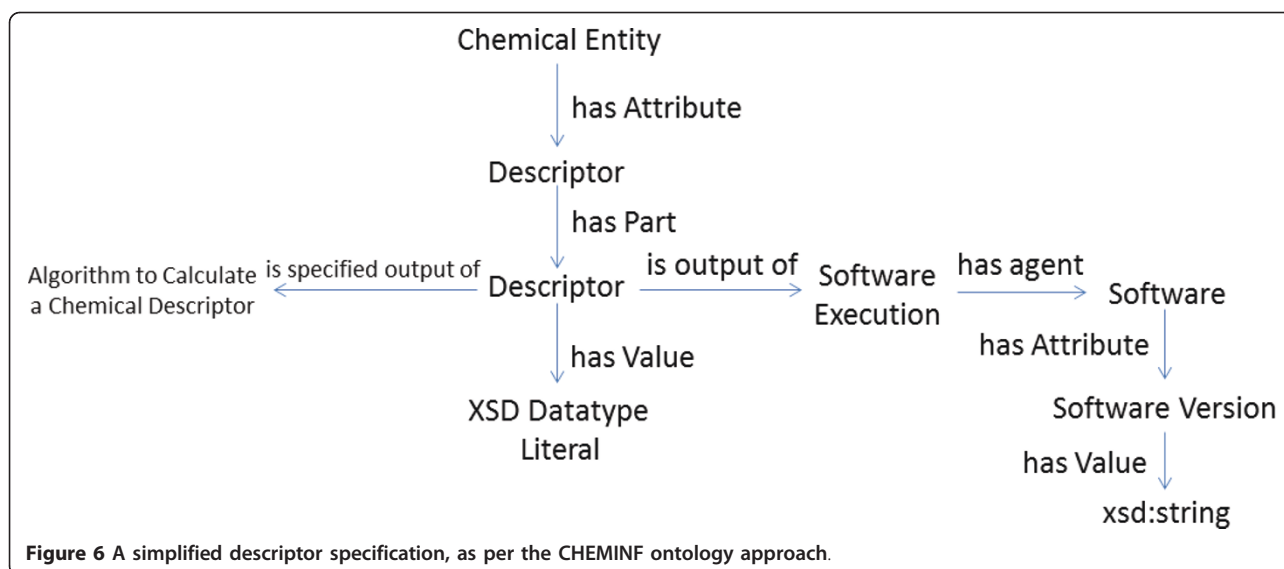 Chemical Entity
has Attribute
Descriptor
has Part
Algorithm to Calculate
a Chemical Descriptor
is specified output of
Descriptor
is output of
Software
Execution
has agent
Software
has Value
XSD Datatype
Literal
has Attribute
Software Version
has Value
xsd:string
Figure 6 A simplified descriptor specification, as per the CHEMINF ontology approach.